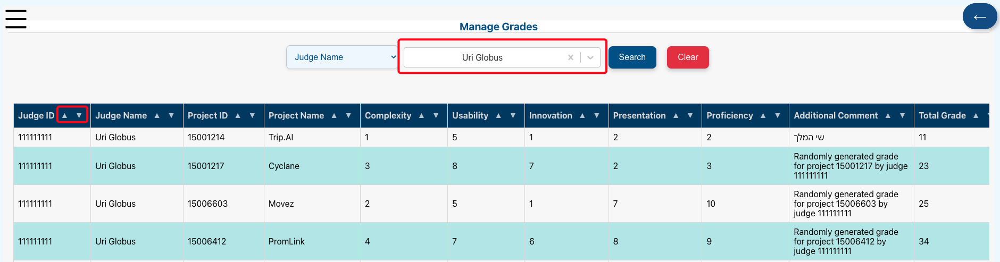 Manage Grades
←
Judge Name
Uri Globus
Search
Clear
Judge ID ▲ ▼ Judge Name ▲ ▼ Project ID ▲ ▼ Project Name ▲ ▼ Complexity ▲ ▼ Usability ▲ ▼ Innovation ▲ ▼ Presentation ▲ ▼ Proficiency ▲ ▼ Additional Comment ▲ ▼ Total Grade ▲
111111111 Uri Globus 15001214 Trip.AI 1 5 1 2 2 שי המלך 11
111111111 Uri Globus 15001217 Cyclane 3 8 7 2 3 Randomly generated grade
for project 15001217 by judge
111111111 23
111111111 Uri Globus 15006603 Movez 2 5 1 7 10 Randomly generated grade
for project 15006603 by
judge 111111111 25
111111111 Uri Globus 15006412 PromLink 4 7 6 8 9 Randomly generated grade
for project 15006412 by
judge 111111111 34